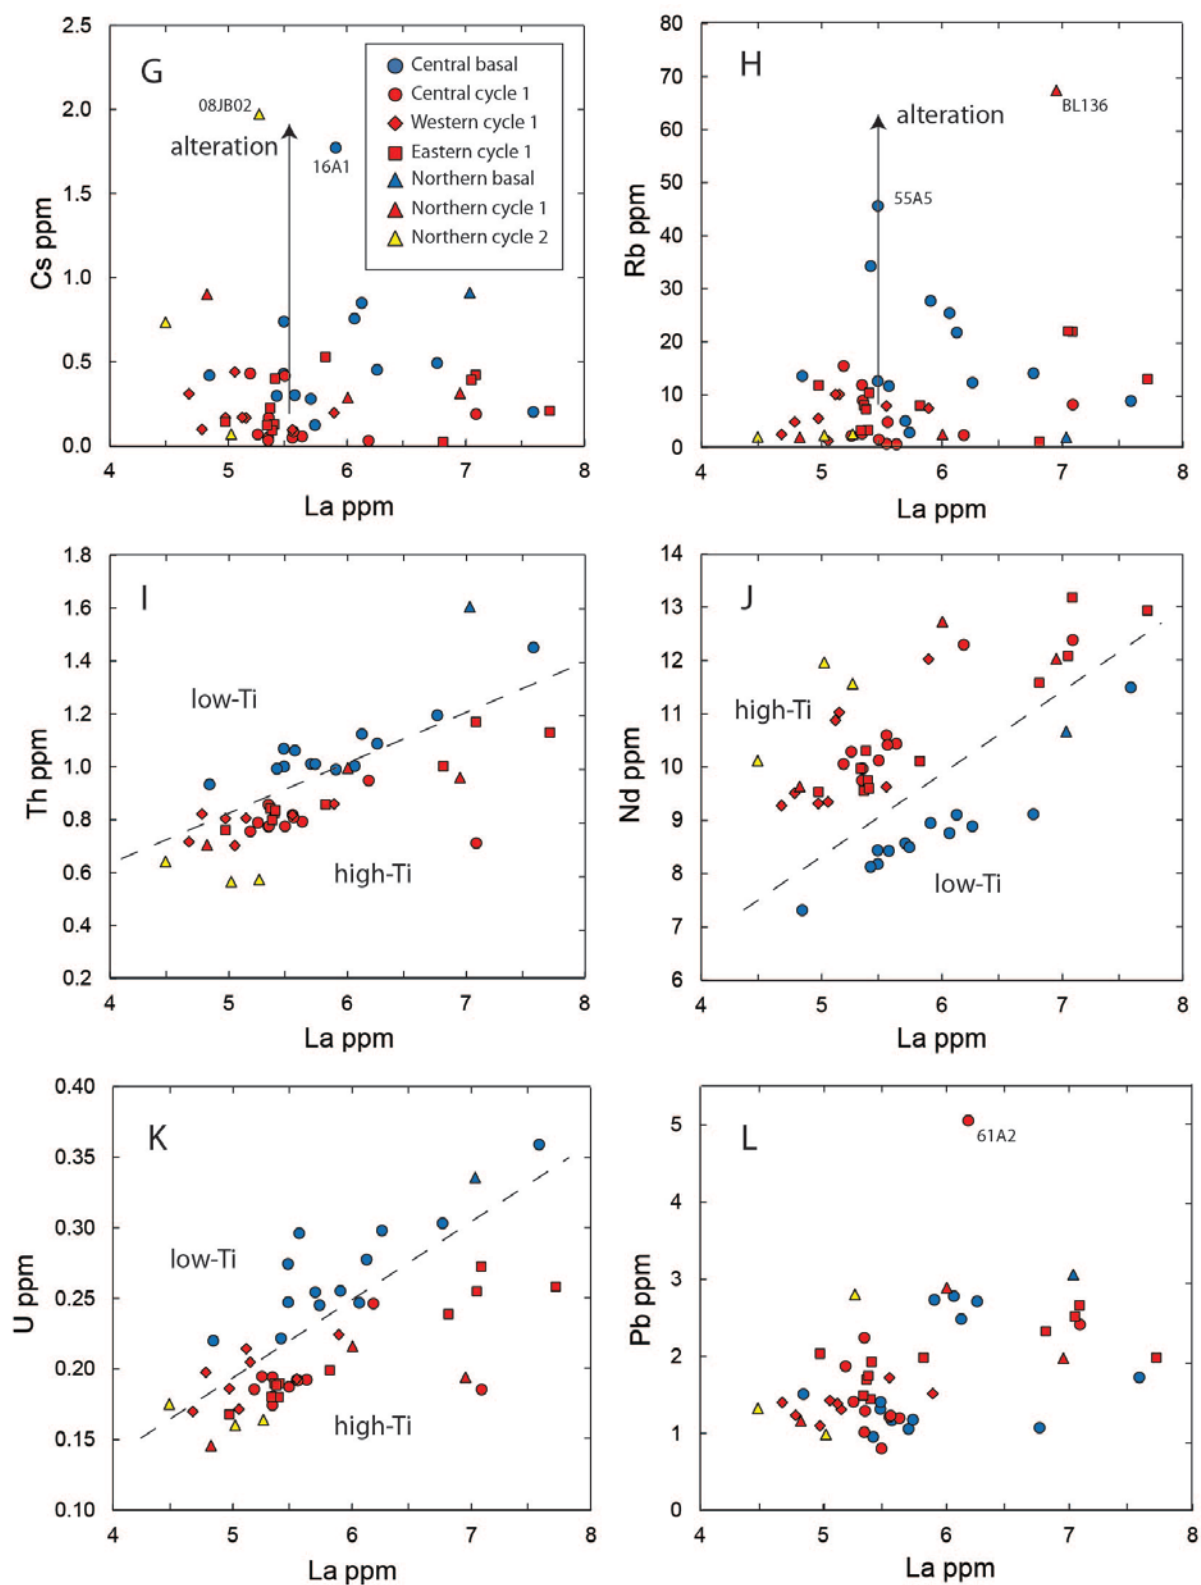 G
2.5
2.0
1.5
1.0
0.5
0.0
Cs ppm
08JB02
alteration
16A1
Central basal
Central cycle 1
Western cycle 1
Eastern cycle 1
Northern basal
Northern cycle 1
Northern cycle 2
4 5 6 7 8
La ppm
H
80
70
60
50
40
30
20
10
0
Rb ppm
alteration
BL136
55A5
4 5 6 7 8
La ppm
I
1.8
1.6
1.4
1.2
1.0
0.8
0.6
0.4
0.2
Th ppm
low-Ti
high-Ti
4 5 6 7 8
La ppm
J
14
13
12
11
10
9
8
7
6
Nd ppm
high-Ti
low-Ti
4 5 6 7 8
La ppm
K
0.40
0.35
0.30
0.25
0.20
0.15
0.10
U ppm
low-Ti
high-Ti
4 5 6 7 8
La ppm
L
5
4
3
2
1
0
Pb ppm
61A2
4 5 6 7 8
La ppm